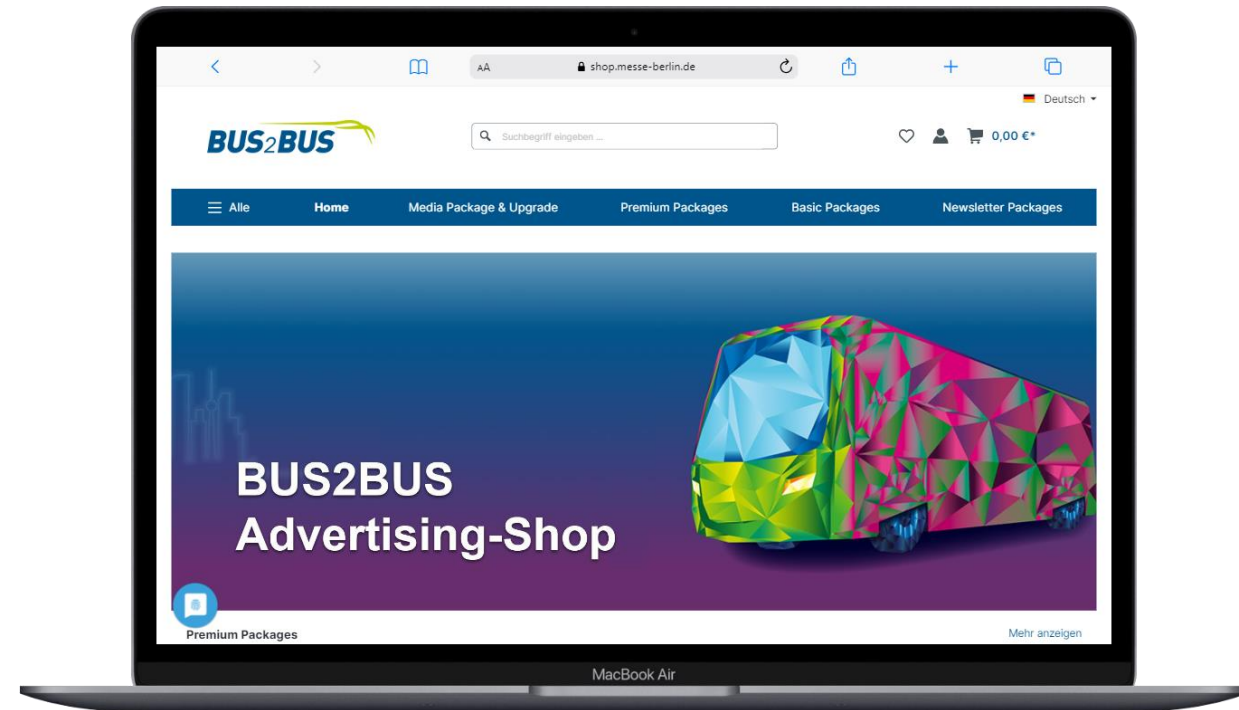 AA shop.messe-berlin.de
Deutsch
BUS2BUS
Suchbegriff eingeben ...
0,00 €*
Alle Home Media Package & Upgrade Premium Packages Basic Packages Newsletter Packages
BUS2BUS
Advertising-Shop
Premium Packages Mehr anzeigen
MacBook Air